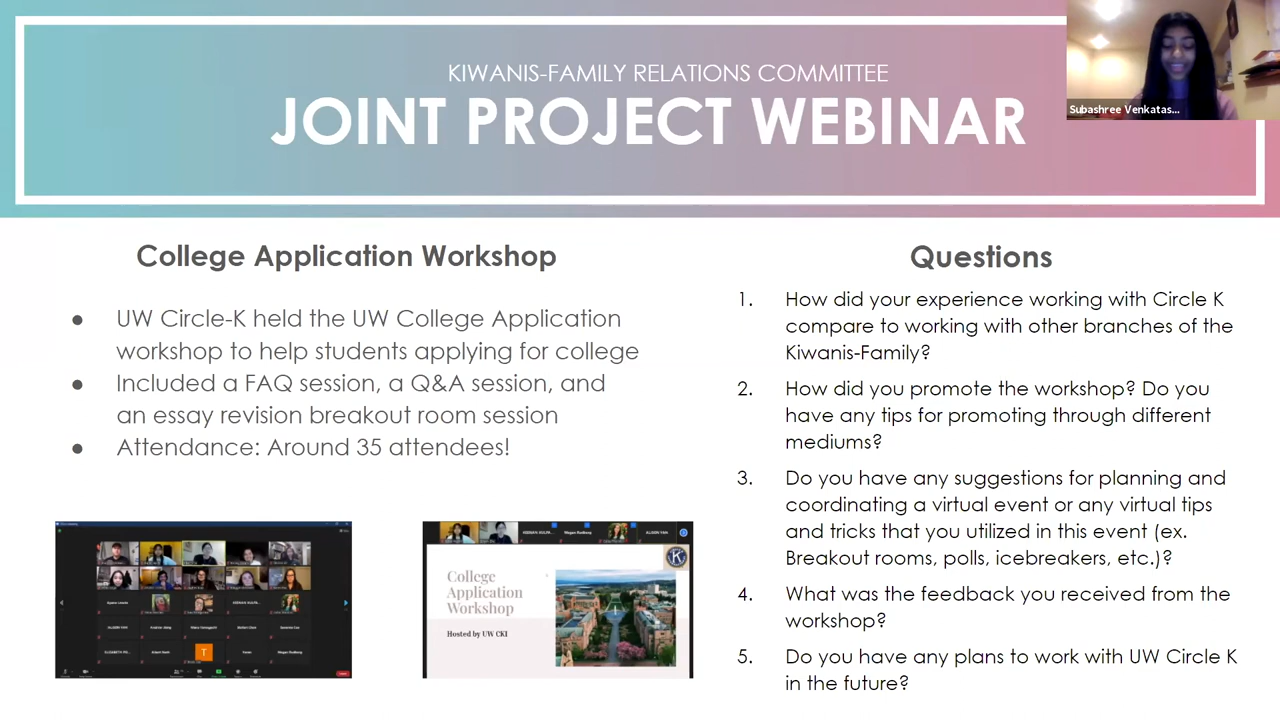 KIWANIS-FAMILY RELATIONS COMMITTEE
JOINT PROJECT WEBINAR
Subashree Venkatas...
College Application Workshop
● UW Circle-K held the UW College Application
workshop to help students applying for college
● Included a FAQ session, a Q&A session, and
an essay revision breakout room session
● Attendance: Around 35 attendees!
Questions
1. How did your experience working with Circle K
compare to working with other branches of the
Kiwanis-Family?
2. How did you promote the workshop? Do you
have any tips for promoting through different
mediums?
3. Do you have any suggestions for planning and
coordinating a virtual event or any virtual tips
and tricks that you utilized in this event (ex.
Breakout rooms, polls, icebreakers, etc.)?
4. What was the feedback you received from the
workshop?
5. Do you have any plans to work with UW Circle K
in the future?
T
College
Application
Workshop
Hosted by UW CKI